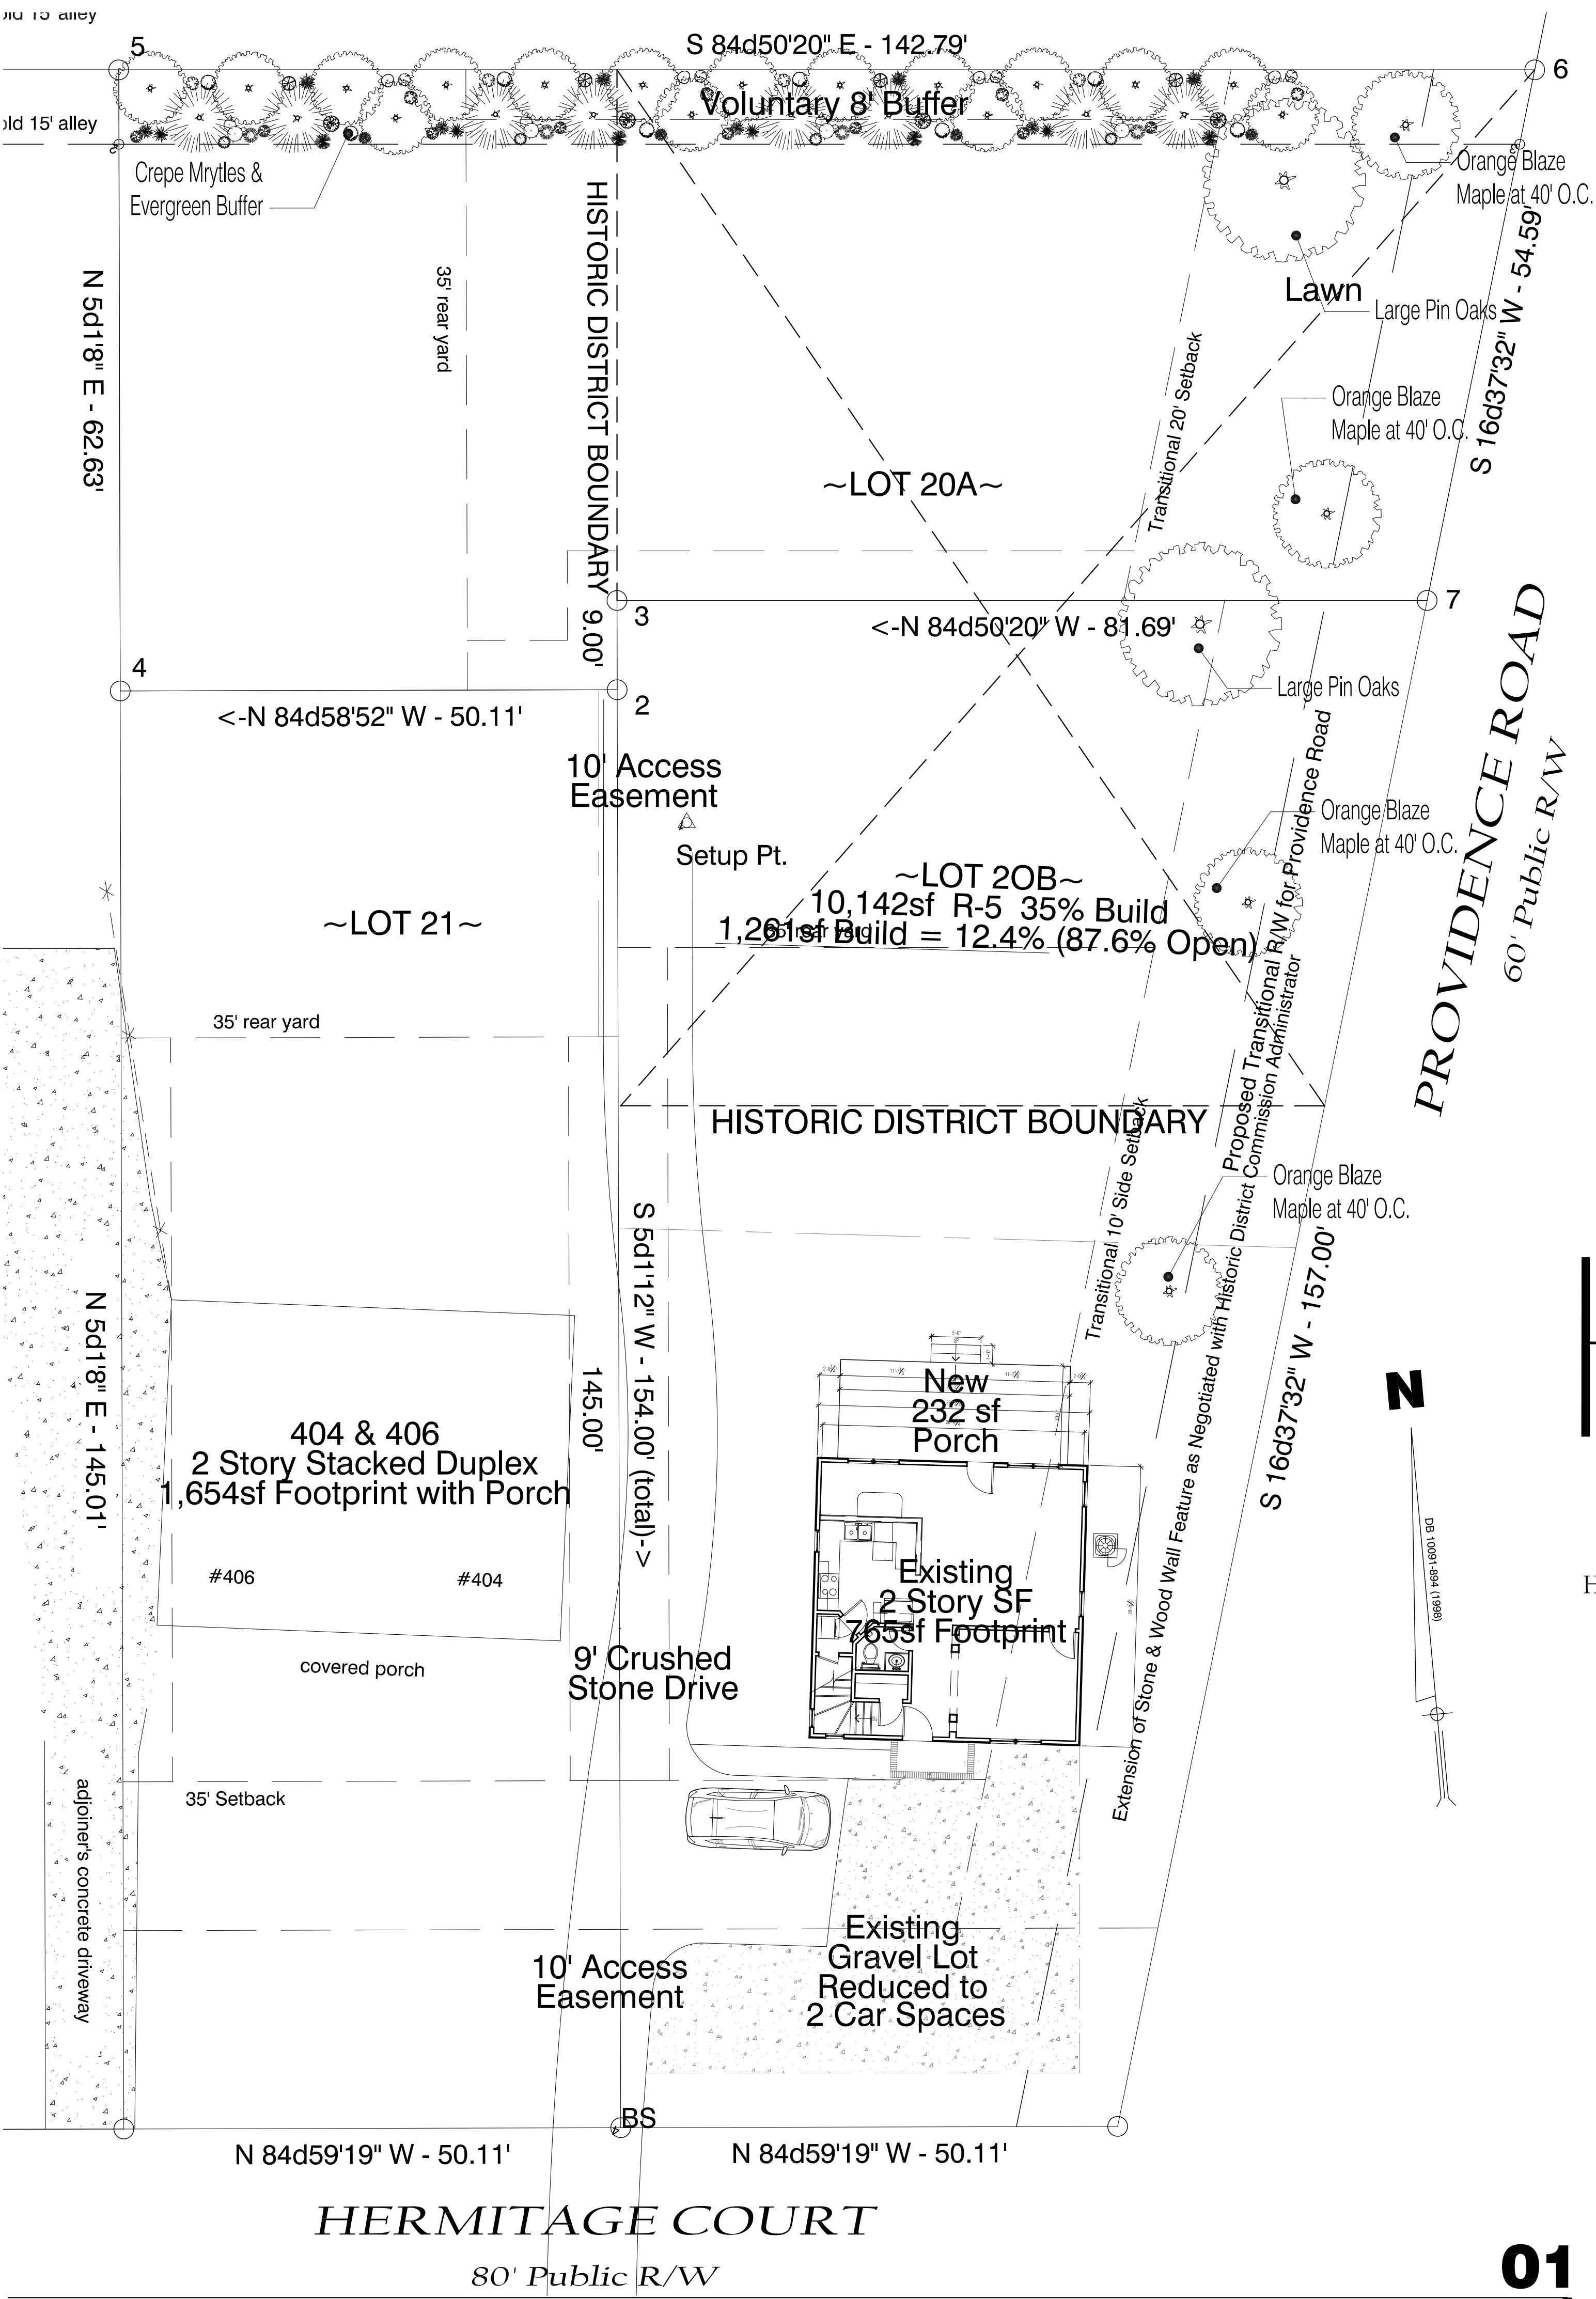 5
S 84d50'20" E - 142.79'
6
Voluntary 8' Buffer
old 15' alley
Crepe Mrytles &
Evergreen Buffer
Orange Blaze
Maple at 40' O.C.
HISTORIC DISTRICT BOUNDARY
N 5d1'8" E - 62.63'
35' rear yard
S 16d37'32" W - 54.59'
Lawn
Large Pin Oaks
Transitional 20' Setback
Orange Blaze
Maple at 40' O.C.
~LOT 20A~
3
7
9.00'
<-N 84d50'20" W - 81.69'
4
2
<-N 84d58'52" W - 50.11'
Large Pin Oaks
PROVIDENCE ROAD
60' Public R/W
10' Access
Easement
Setup Pt.
Orange Blaze
Maple at 40' O.C.
~LOT 21~
~LOT 2OB~
10,142sf R-5 35% Build
1,261sf Build = 12.4% (87.6% Open)
35' rear yard
35' rear yard
Proposed Transitional R/W for Providence Road
HISTORIC DISTRICT BOUNDARY
Transitional 10' Side Setback
Extension of Stone & Wood Wall Feature as Negotiated with Historic District Commission Administrator
Orange Blaze
Maple at 40' O.C.
S 5d1'12" W - 154.00' (total)->
S 16d37'32" W - 157.00'
N 5d1'8" E - 145.01'
145.00'
New
232 sf
Porch
N
404 & 406
2 Story Stacked Duplex
1,654sf Footprint with Porch
#406
#404
DB 10091-894 (1998)
Existing
2 Story SF
765sf Footprint
covered porch
9' Crushed
Stone Drive
35' Setback
adjoiner's concrete driveway
Existing
Gravel Lot
Reduced to
2 Car Spaces
10' Access
Easement
BS
N 84d59'19" W - 50.11'
N 84d59'19" W - 50.11'
HERMITAGE COURT
80' Public R/W
01